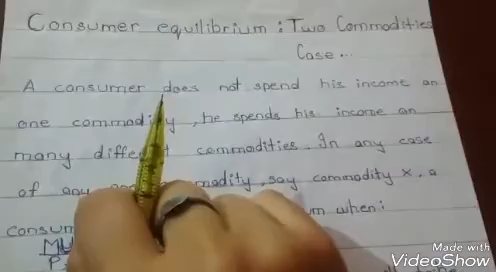 Consumer equilibrium : Two Commodities
Case...
A consumer does not spend his income on
one commodity, he spends his income on
many different commodities. In any case
of any modity, say commodity x, a
consum when:
MU
P
Made With
VideoShow